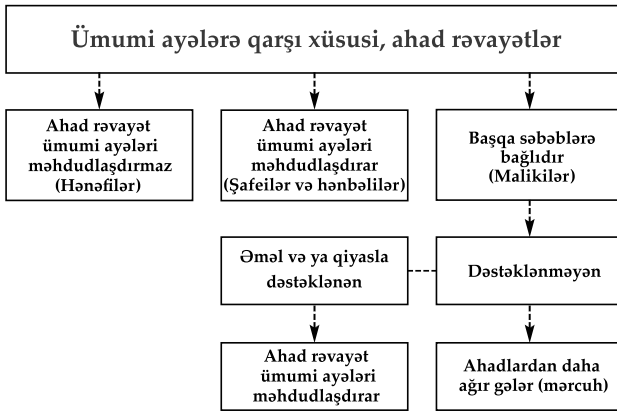 Ümumi ayələrə qarşı xüsusi, ahad rəvayətlər
Ahad rəvayət
ümumi ayələri
məhdudlaşdırmaz
(Hənəfilər)
Ahad rəvayət
ümumi ayələri
məhdudlaşdırar
(Şafeilər və hənbəlilər)
Başqa səbəblərə
bağlıdır
(Malikilər)
Əməl və ya qiyasla
dəstəklənən
Dəstəklənməyən
Ahad rəvayət
ümumi ayələri
məhdudlaşdırar
Ahadlardan daha
ağır gələr (mərcuh)